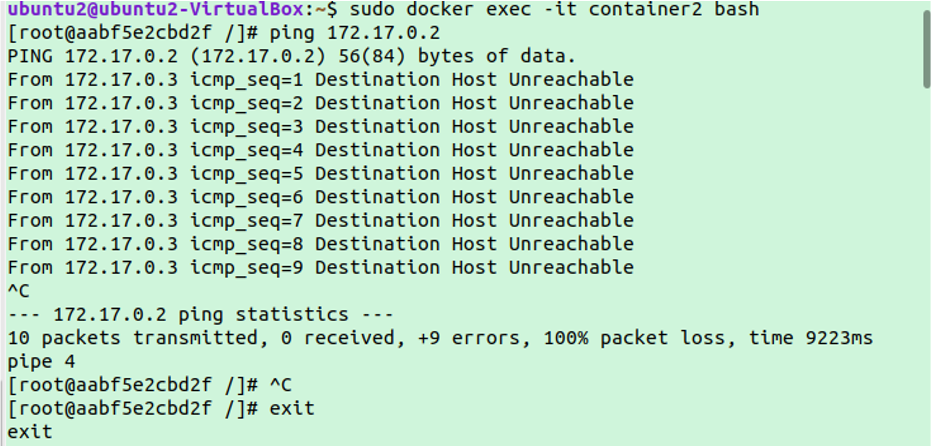 ubuntu2@ubuntu2-VirtualBox:~$ sudo docker exec -it container2 bash
[root@aabf5e2cbd2f /]# ping 172.17.0.2
PING 172.17.0.2 (172.17.0.2) 56(84) bytes of data.
From 172.17.0.3 icmp_seq=1 Destination Host Unreachable
From 172.17.0.3 icmp_seq=2 Destination Host Unreachable
From 172.17.0.3 icmp_seq=3 Destination Host Unreachable
From 172.17.0.3 icmp_seq=4 Destination Host Unreachable
From 172.17.0.3 icmp_seq=5 Destination Host Unreachable
From 172.17.0.3 icmp_seq=6 Destination Host Unreachable
From 172.17.0.3 icmp_seq=7 Destination Host Unreachable
From 172.17.0.3 icmp_seq=8 Destination Host Unreachable
From 172.17.0.3 icmp_seq=9 Destination Host Unreachable
^C
--- 172.17.0.2 ping statistics ---
10 packets transmitted, 0 received, +9 errors, 100% packet loss, time 9223ms
pipe 4
[root@aabf5e2cbd2f /]# ^C
[root@aabf5e2cbd2f /]# exit
exit